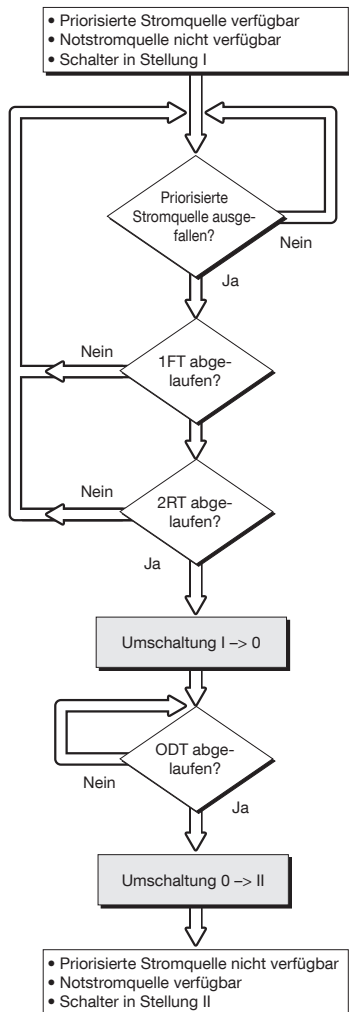 • Priorisierte Stromquelle verfügbar
• Notstromquelle nicht verfügbar
• Schalter in Stellung I
Priorisierte
Stromquelle ausge-
fallen?
Nein
Ja
Nein
1FT abge-
laufen?
Nein
2RT abge-
laufen?
Ja
Umschaltung I –> 0
ODT abge-
laufen?
Nein
Ja
Umschaltung 0 –> II
• Priorisierte Stromquelle nicht verfügbar
• Notstromquelle verfügbar
• Schalter in Stellung II